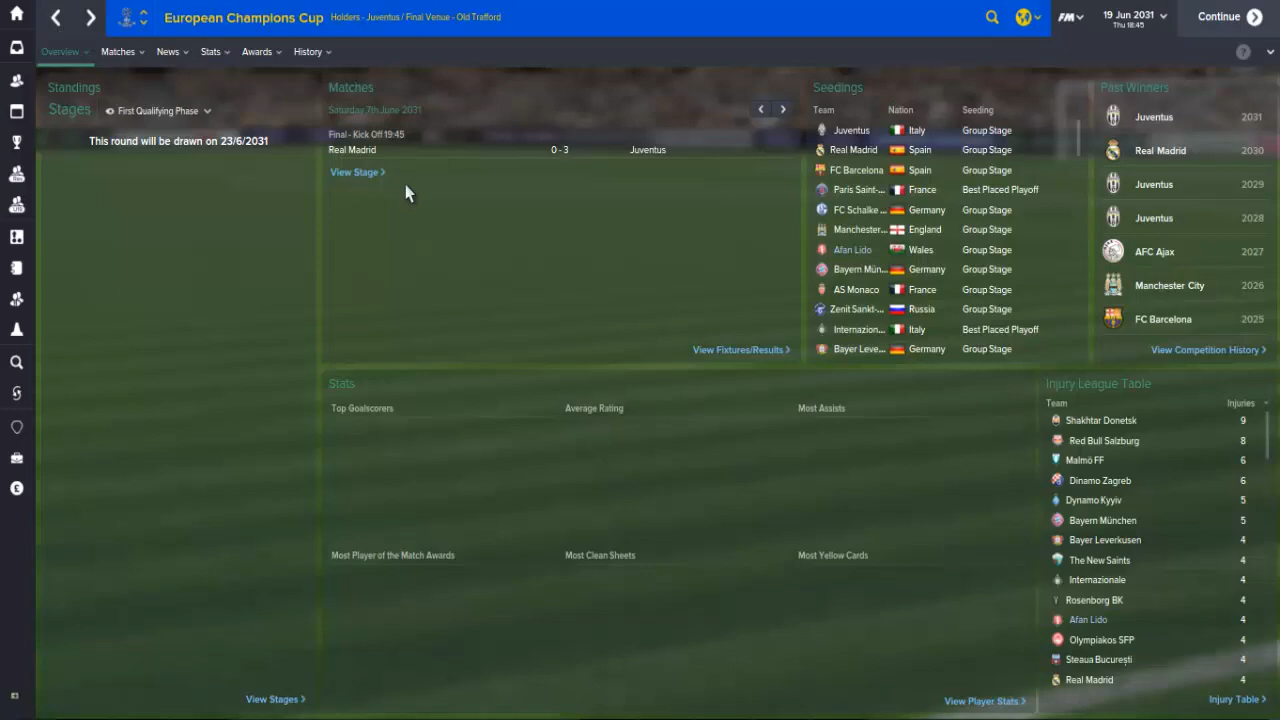 European Champions Cup
Holders - Juventus / Final Venue - Old Trafford
FM
19 Jun 2031
Thu 18:45
Continue
Overview
Matches
News
Stats
Awards
History
?
Standings
Stages
First Qualifying Phase
This round will be drawn on 23/6/2031
View Stages >
Matches
Saturday 7th June 2031
Final - Kick Off 19:45
Real Madrid 0 - 3 Juventus
View Stage >
View Fixtures/Results >
Seedings
Team Nation Seeding
Juventus Italy Group Stage
Real Madrid Spain Group Stage
FC Barcelona Spain Group Stage
Paris Saint-... France Best Placed Playoff
FC Schalke ... Germany Group Stage
Manchester... England Group Stage
Afan Lido Wales Group Stage
Bayern Mün... Germany Group Stage
AS Monaco France Group Stage
Zenit Sankt-... Russia Group Stage
Internazion... Italy Best Placed Playoff
Bayer Leve... Germany Group Stage
Past Winners
Juventus 2031
Real Madrid 2030
Juventus 2029
Juventus 2028
AFC Ajax 2027
Manchester City 2026
FC Barcelona 2025
View Competition History >
Stats
Top Goalscorers
Average Rating
Most Assists
Most Player of the Match Awards
Most Clean Sheets
Most Yellow Cards
View Player Stats >
Injury League Table
Team Injuries
Shakhtar Donetsk 9
Red Bull Salzburg 8
Malmö FF 6
Dinamo Zagreb 6
Dynamo Kyyiv 5
Bayern München 5
Bayer Leverkusen 4
The New Saints 4
Internazionale 4
Rosenborg BK 4
Afan Lido 4
Olympiakos SFP 4
Steaua București 4
Real Madrid 4
Injury Table >